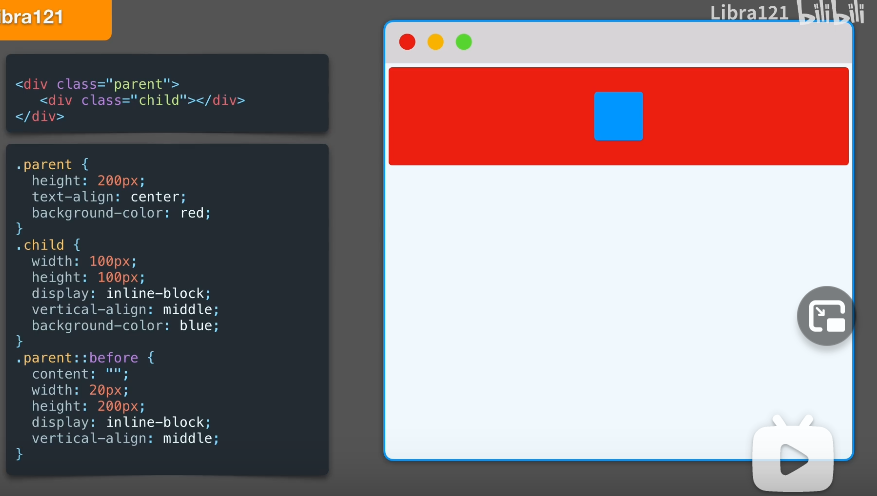 ibra121
Libra121 bilibili
<div class="parent">
<div class="child"></div>
</div>
.parent {
height: 200px;
text-align: center;
background-color: red;
}
.child {
width: 100px;
height: 100px;
display: inline-block;
vertical-align: middle;
background-color: blue;
}
.parent::before {
content: "";
width: 20px;
height: 200px;
display: inline-block;
vertical-align: middle;
}